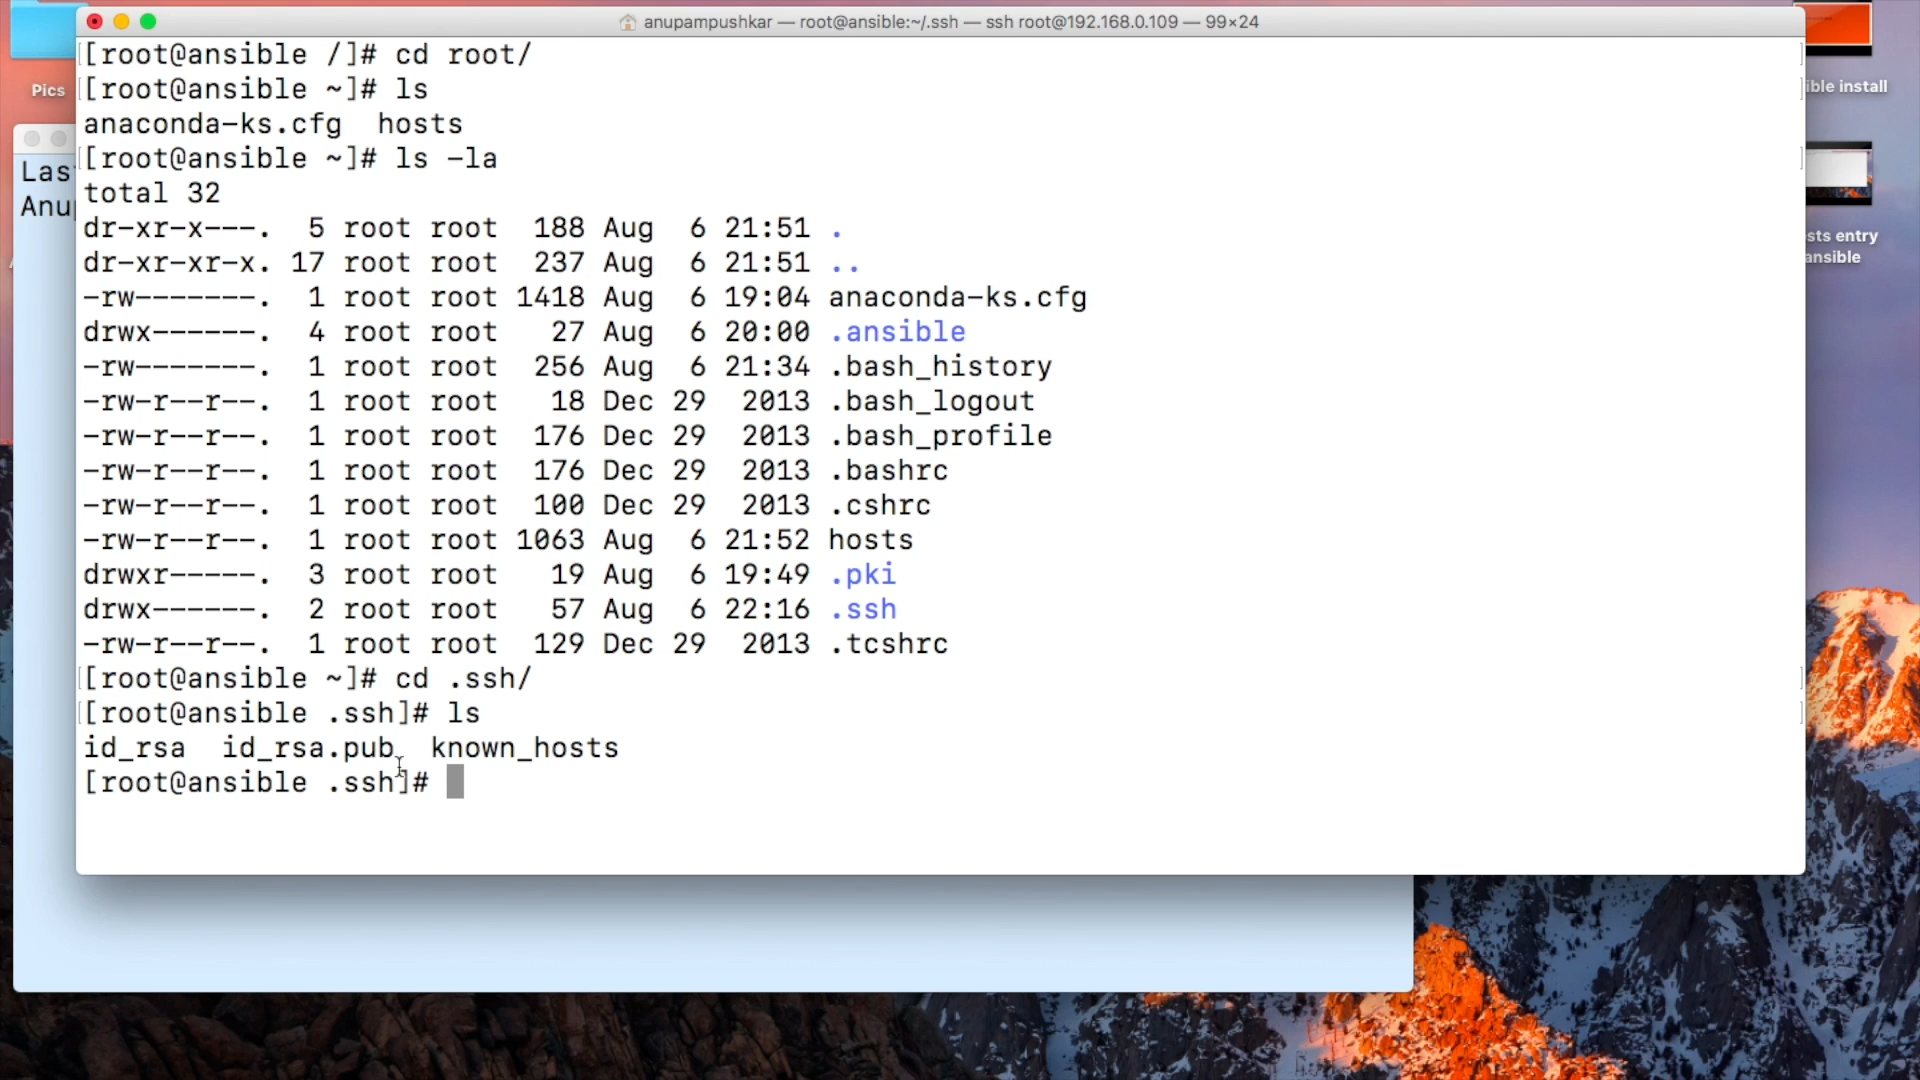 anupampushkar — root@ansible:~/.ssh — ssh root@192.168.0.109 — 99×24
[[root@ansible /]# cd root/
[[root@ansible ~]# ls
anaconda-ks.cfg  hosts
[[root@ansible ~]# ls -la
total 32
dr-xr-x---.  5 root root  188 Aug  6 21:51 .
dr-xr-xr-x. 17 root root  237 Aug  6 21:51 ..
-rw-------.  1 root root 1418 Aug  6 19:04 anaconda-ks.cfg
drwx------.  4 root root   27 Aug  6 20:00 .ansible
-rw-------.  1 root root  256 Aug  6 21:34 .bash_history
-rw-r--r--.  1 root root   18 Dec 29  2013 .bash_logout
-rw-r--r--.  1 root root  176 Dec 29  2013 .bash_profile
-rw-r--r--.  1 root root  176 Dec 29  2013 .bashrc
-rw-r--r--.  1 root root  100 Dec 29  2013 .cshrc
-rw-r--r--.  1 root root 1063 Aug  6 21:52 hosts
drwxr-----.  3 root root   19 Aug  6 19:49 .pki
drwx------.  2 root root   57 Aug  6 22:16 .ssh
-rw-r--r--.  1 root root  129 Dec 29  2013 .tcshrc
[[root@ansible ~]# cd .ssh/
[[root@ansible .ssh]# ls
id_rsa  id_rsa.pub  known_hosts
[root@ansible .ssh]#
Pics
Las
Anup
ible install
sts entry
ansible